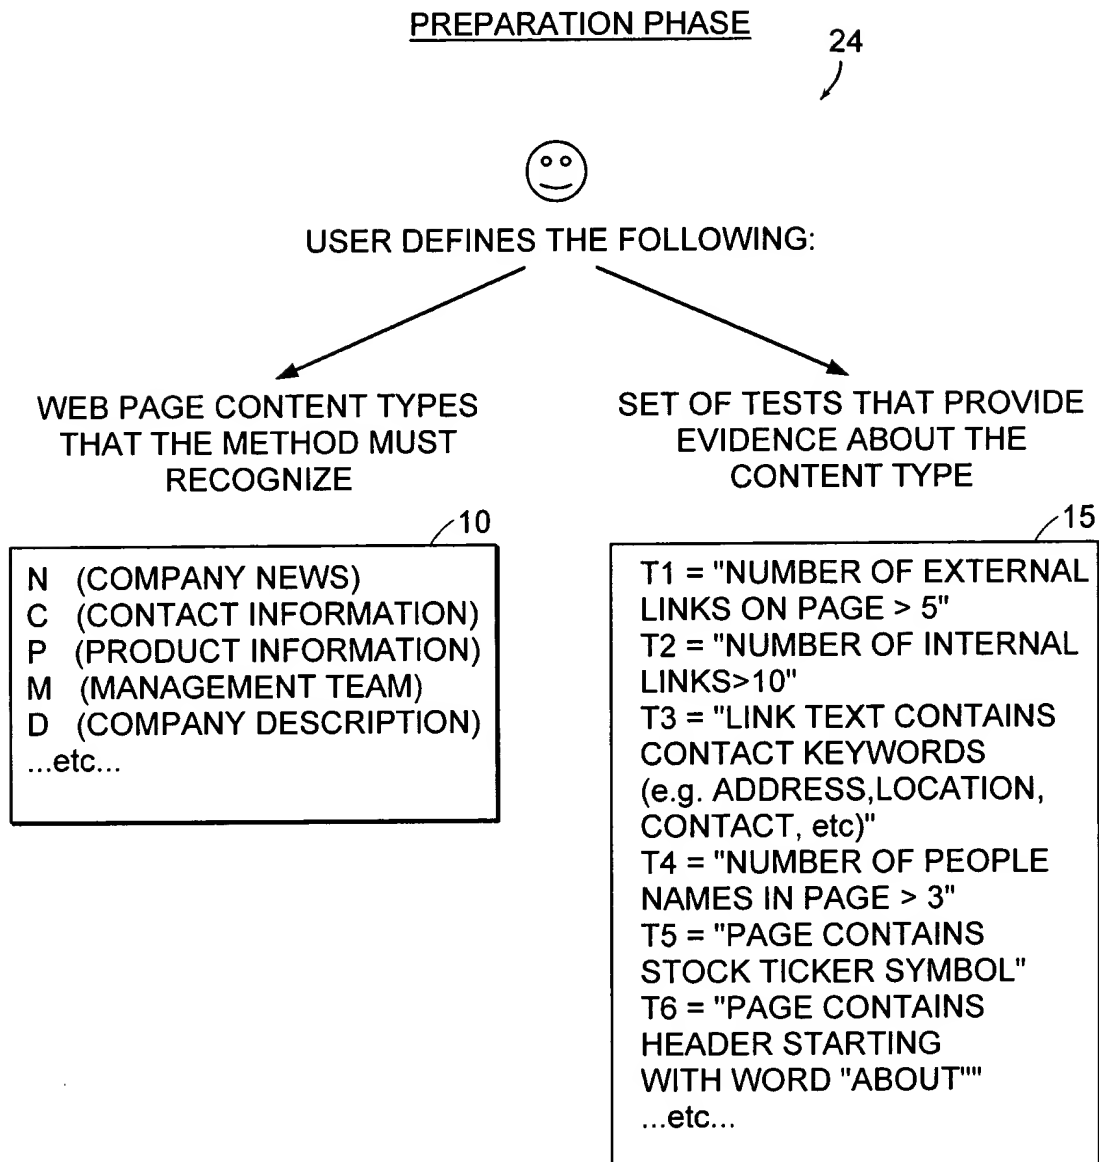 PREPARATION PHASE
24
USER DEFINES THE FOLLOWING:
WEB PAGE CONTENT TYPES
THAT THE METHOD MUST
RECOGNIZE
10
N (COMPANY NEWS)
C (CONTACT INFORMATION)
P (PRODUCT INFORMATION)
M (MANAGEMENT TEAM)
D (COMPANY DESCRIPTION)
...etc...
SET OF TESTS THAT PROVIDE
EVIDENCE ABOUT THE
CONTENT TYPE
15
T1 = "NUMBER OF EXTERNAL
LINKS ON PAGE > 5"
T2 = "NUMBER OF INTERNAL
LINKS>10"
T3 = "LINK TEXT CONTAINS
CONTACT KEYWORDS
(e.g. ADDRESS,LOCATION,
CONTACT, etc)"
T4 = "NUMBER OF PEOPLE
NAMES IN PAGE > 3"
T5 = "PAGE CONTAINS
STOCK TICKER SYMBOL"
T6 = "PAGE CONTAINS
HEADER STARTING
WITH WORD "ABOUT""
...etc...